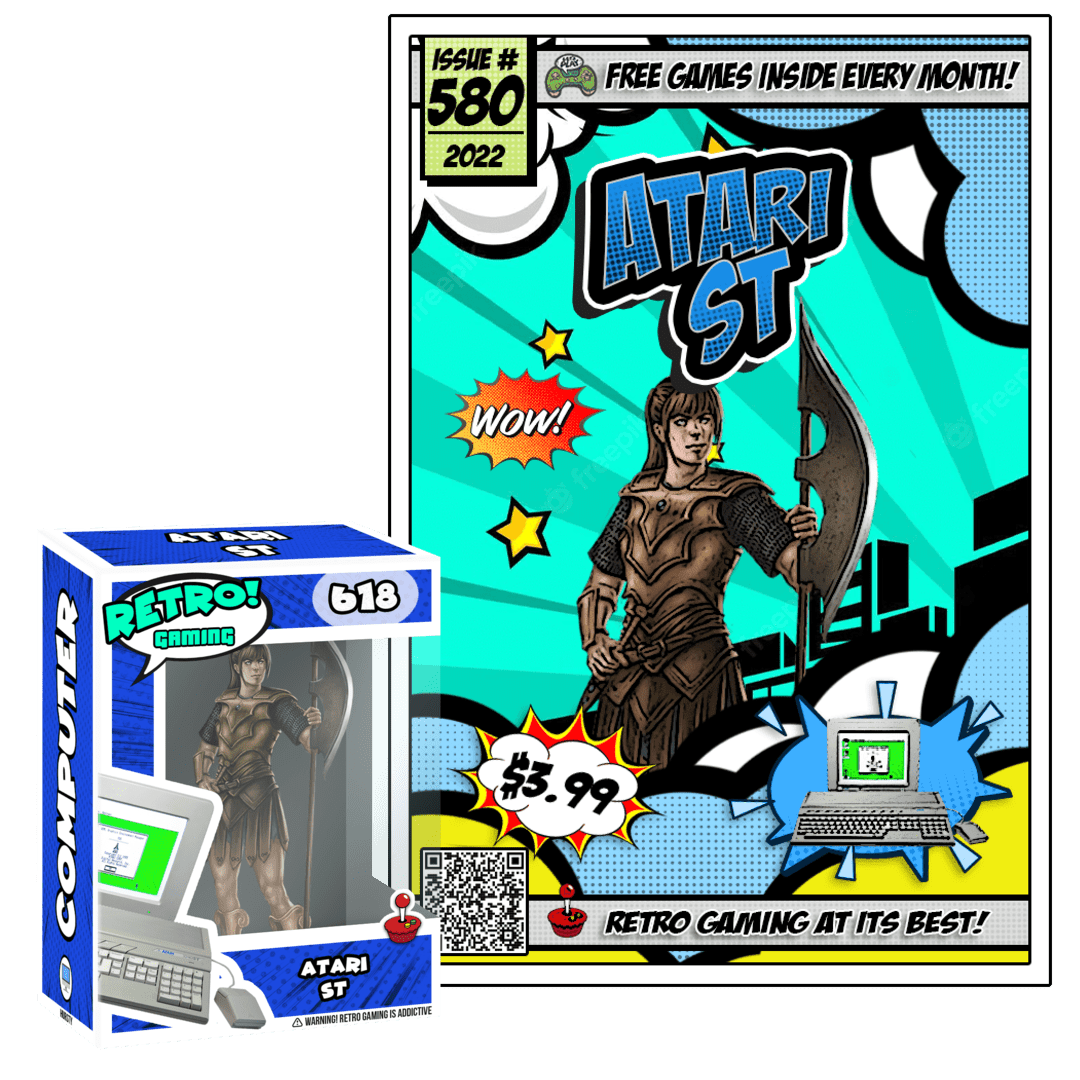 ISSUE #
580
2022
FREE GAMES INSIDE EVERY MONTH!
ATARI
ST
WOW!
$3.99
RETRO GAMING AT ITS BEST!
ATARI
ST
RETRO!
GAMING
618
COMPUTER
ATARI
ST
WARNING! RETRO GAMING IS ADDICTIVE